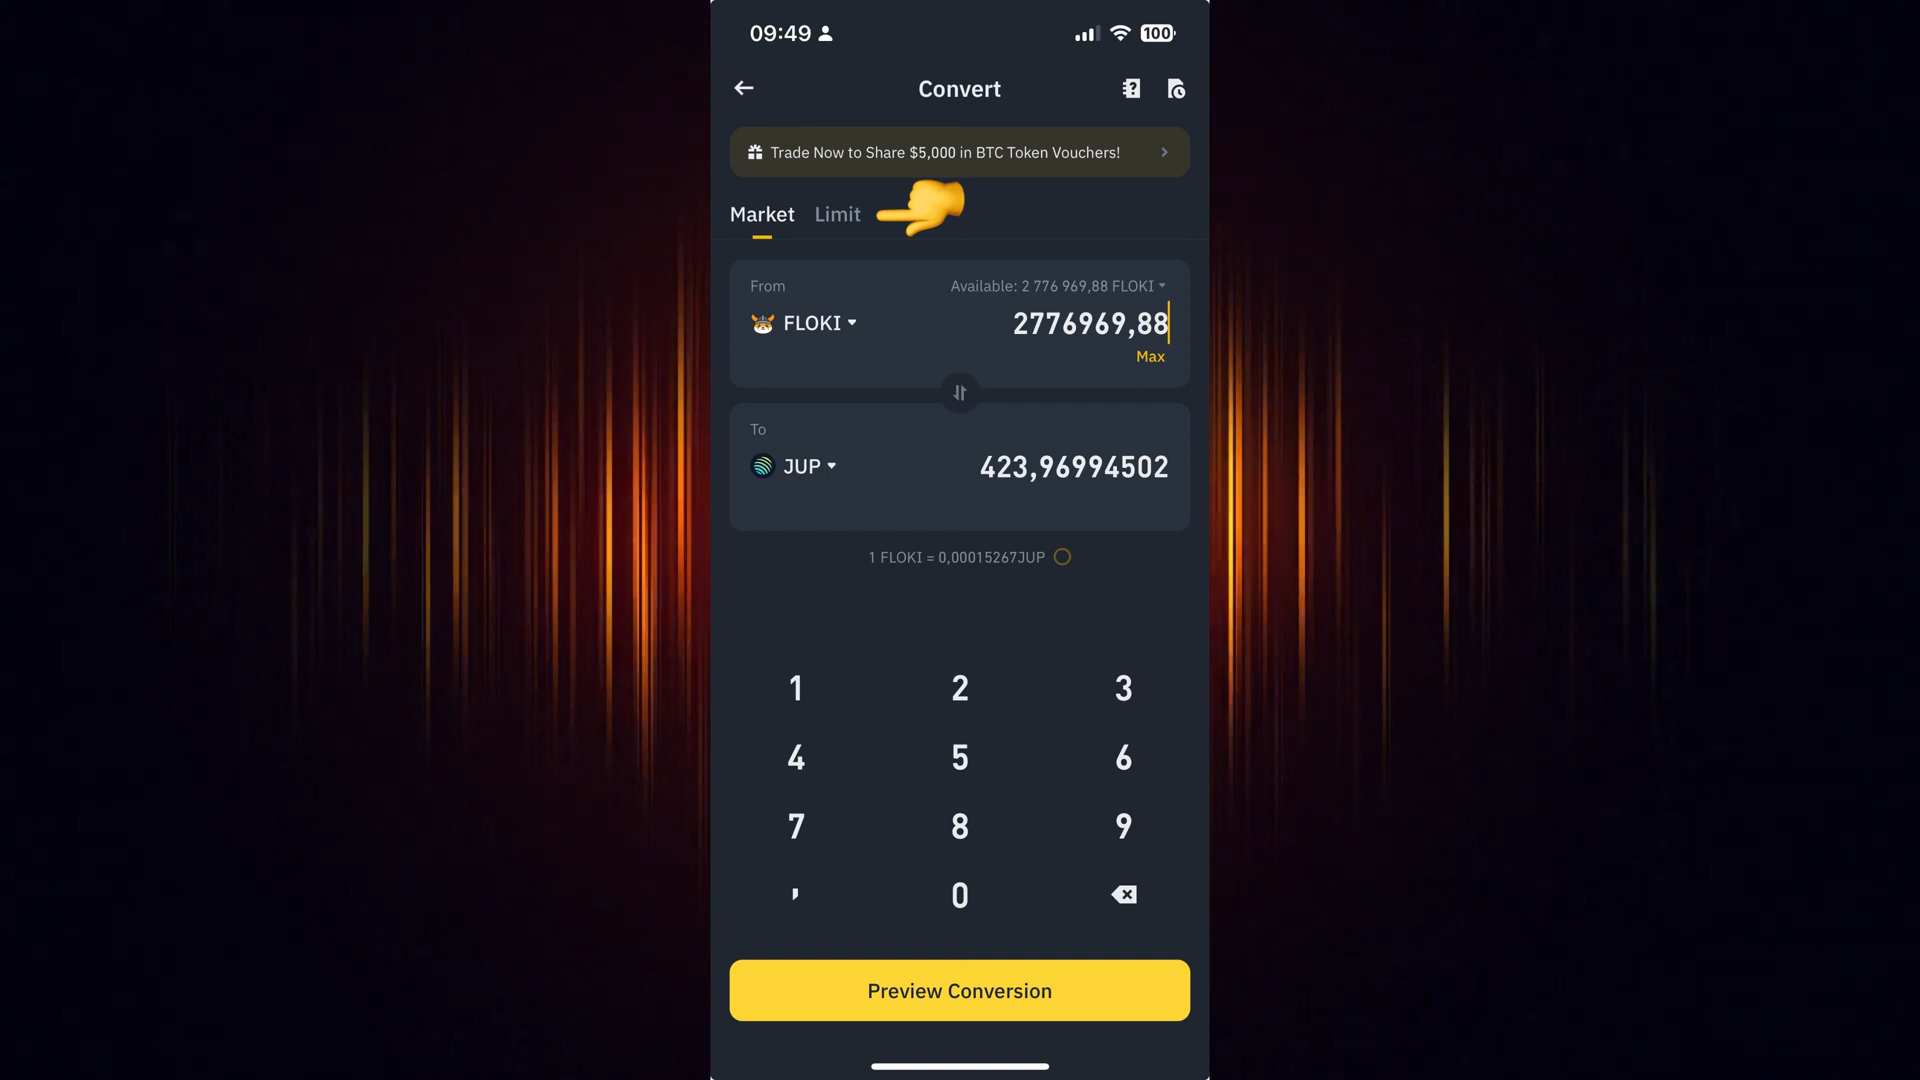 09:49
100
Convert
Trade Now to Share $5,000 in BTC Token Vouchers!
Market Limit
From Available: 2 776 969,88 FLOKI
FLOKI 2776969,88
Max
To
JUP 423,96994502
1 FLOKI = 0,00015267JUP
1 2 3
4 5 6
7 8 9
, 0
Preview Conversion